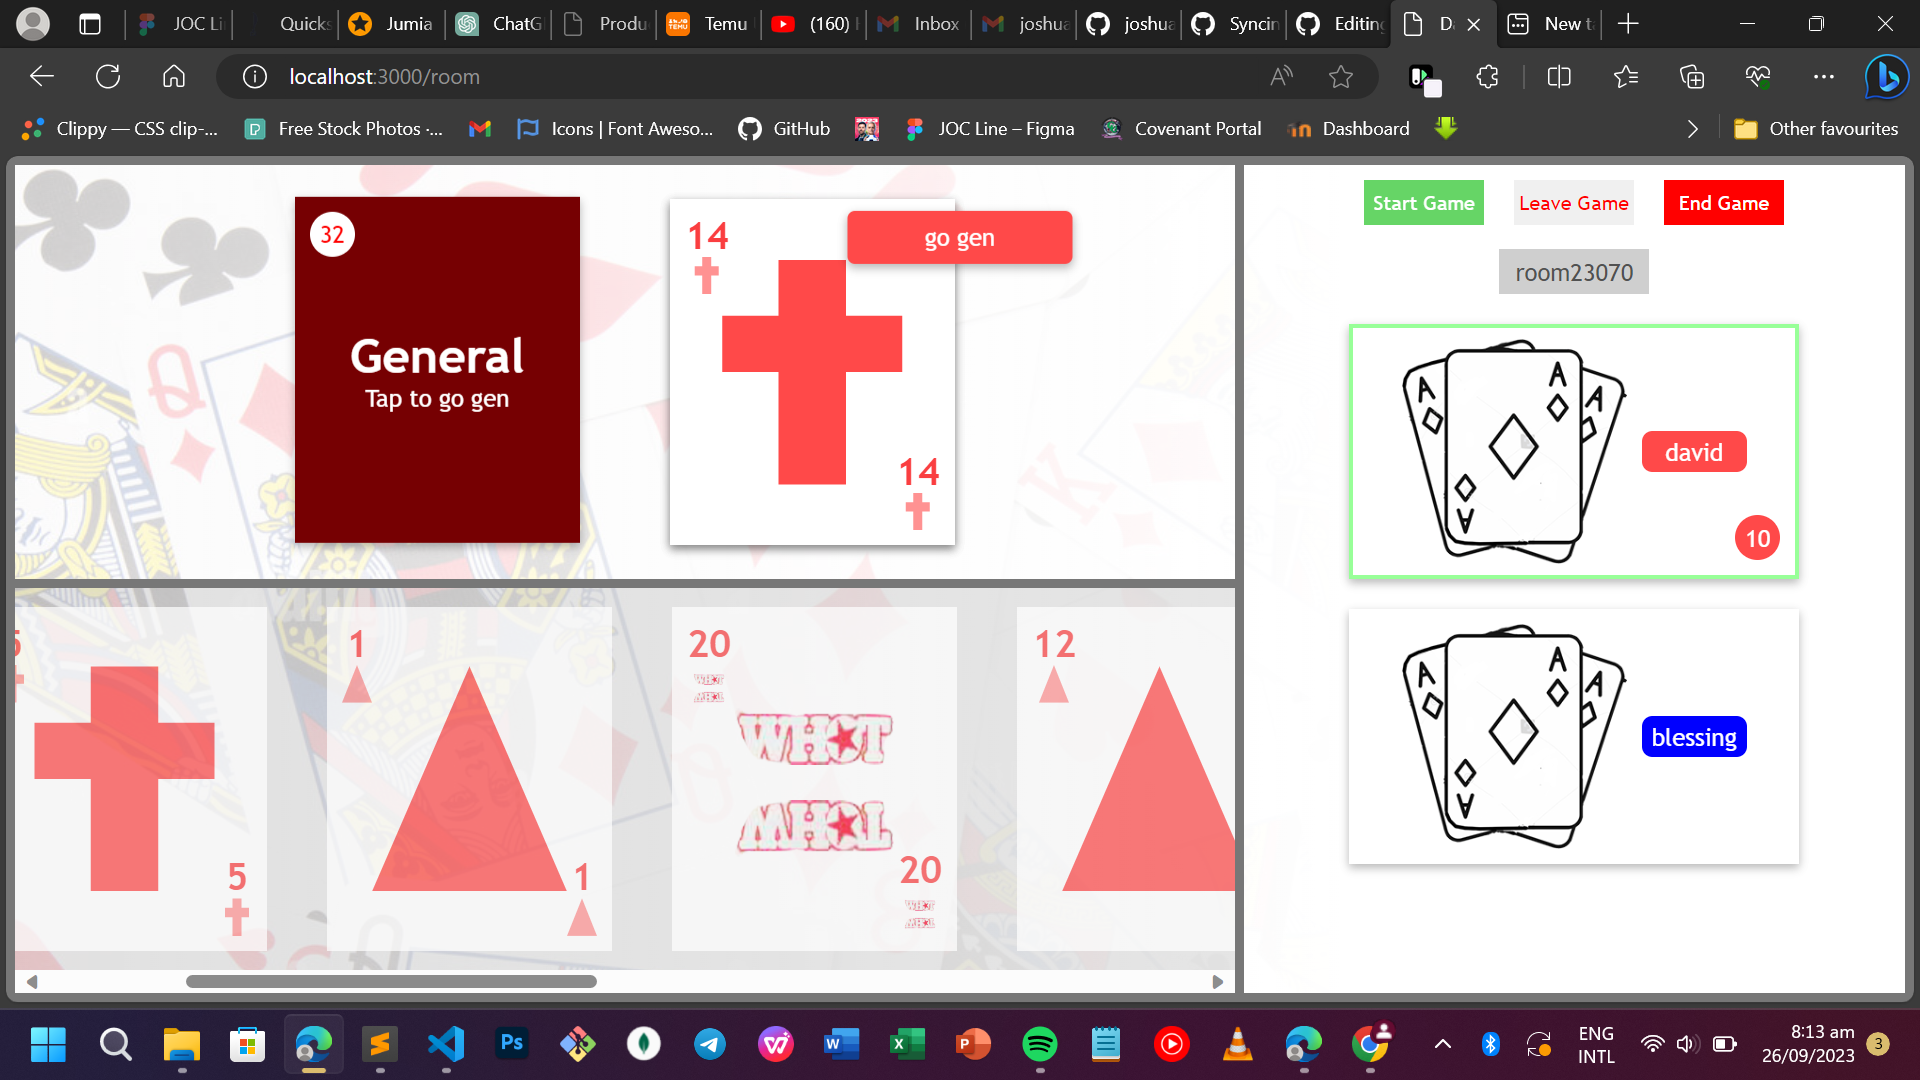 JOC Li
Quicks
Jumia
ChatG
Produ
Temu
(160)
Inbox
joshua
joshua
Syncin
Editing
New t
localhost:3000/room
Clippy — CSS clip-...
Free Stock Photos ·...
Icons | Font Aweso...
GitHub
JOC Line – Figma
Covenant Portal
Dashboard
Other favourites
32
General
Tap to go gen
14
go gen
14
Start Game
Leave Game
End Game
room23070
david
10
blessing
5
5
1
1
20
WHOT
WHOT
20
12
ENG
INTL
8:13 am
26/09/2023
3